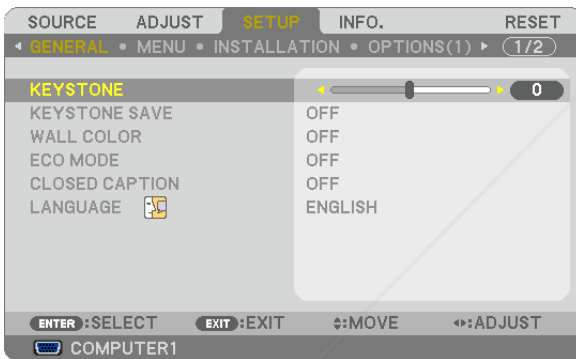 SOURCE ADJUST SETUP INFO. RESET
GENERAL • MENU • INSTALLATION • OPTIONS(1) 1/2
KEYSTONE 0
KEYSTONE SAVE OFF
WALL COLOR OFF
ECO MODE OFF
CLOSED CAPTION OFF
LANGUAGE ENGLISH
ENTER :SELECT EXIT :EXIT :MOVE :ADJUST
COMPUTER1